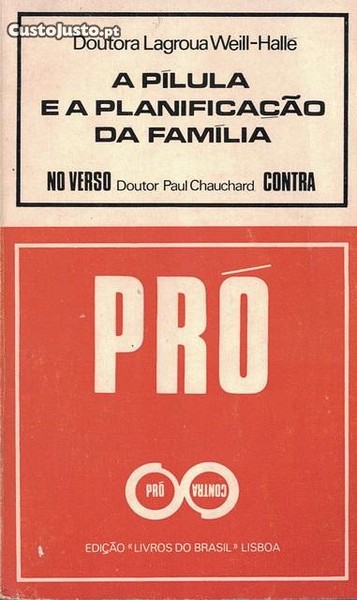 CustoJusto.pt
Doutora Lagroua Weill-Hallé
A PÍLULA
E A PLANIFICAÇÃO
DA FAMÍLIA
NO VERSO Doutor Paul Chauchard CONTRA
PRÓ
PRÓ CONTRA
EDIÇÃO «LIVROS DO BRASIL» LISBOA